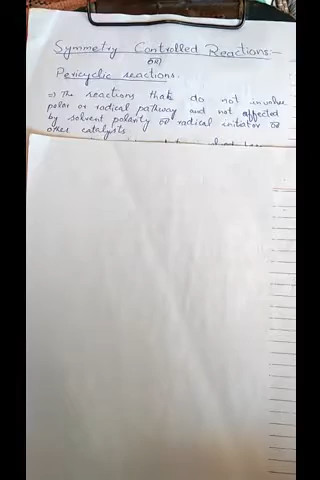 Symmetry Controlled Reactions:-
OR
Pericyclic reactions.
⇒ The reactions that do not involve
polar or radical pathway and not affected
by solvent polarity or radical initiator or
other catalysts